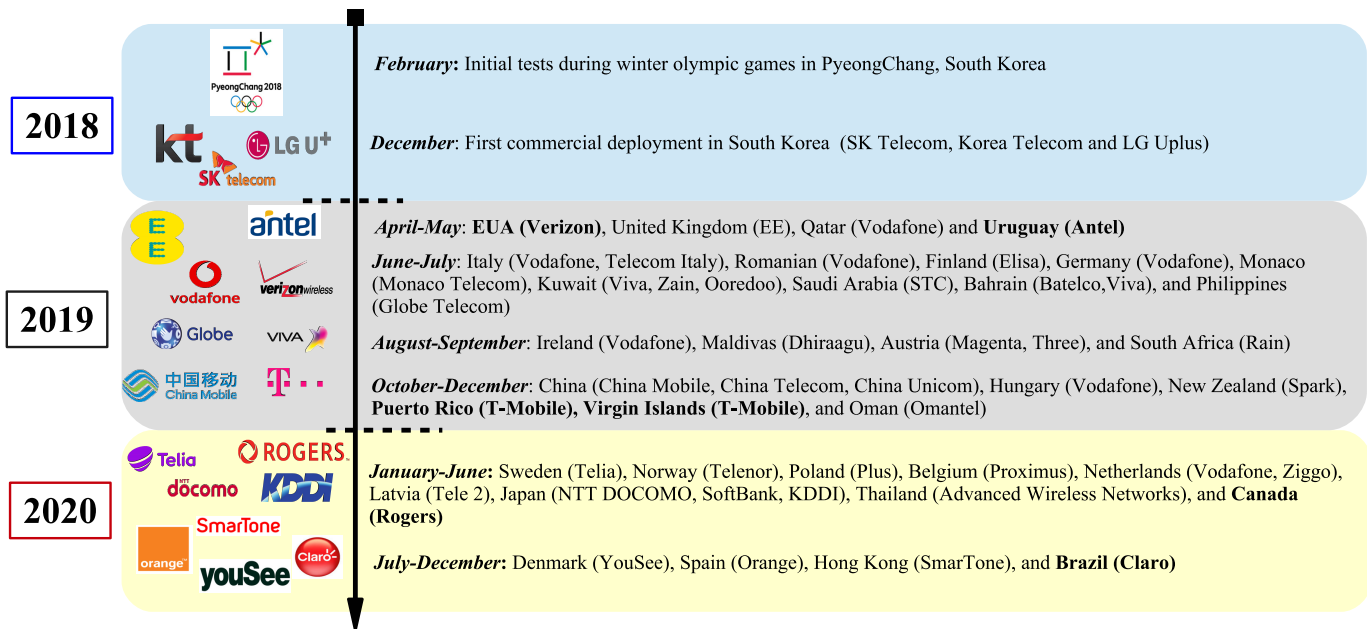 PyeongChang 2018
February: Initial tests during winter olympic games in PyeongChang, South Korea
2018
kt
LG U+
SK telecom
December: First commercial deployment in South Korea (SK Telecom, Korea Telecom and LG Uplus)
EE
antel
April-May: EUA (Verizon), United Kingdom (EE), Qatar (Vodafone) and Uruguay (Antel)
vodafone
verizonwireless
June-July: Italy (Vodafone, Telecom Italy), Romanian (Vodafone), Finland (Elisa), Germany (Vodafone), Monaco
(Monaco Telecom), Kuwait (Viva, Zain, Ooredoo), Saudi Arabia (STC), Bahrain (Batelco,Viva), and Philippines
(Globe Telecom)
2019
Globe
VIVA
August-September: Ireland (Vodafone), Maldivas (Dhiraagu), Austria (Magenta, Three), and South Africa (Rain)
中国移动
China Mobile
T
October-December: China (China Mobile, China Telecom, China Unicom), Hungary (Vodafone), New Zealand (Spark),
Puerto Rico (T-Mobile), Virgin Islands (T-Mobile), and Oman (Omantel)
Telia
ROGERS
NTT
docomo
KDDI
January-June: Sweden (Telia), Norway (Telenor), Poland (Plus), Belgium (Proximus), Netherlands (Vodafone, Ziggo),
Latvia (Tele 2), Japan (NTT DOCOMO, SoftBank, KDDI), Thailand (Advanced Wireless Networks), and Canada
(Rogers)
2020
SmarTone
orange™
youSee
Claro
July-December: Denmark (YouSee), Spain (Orange), Hong Kong (SmarTone), and Brazil (Claro)